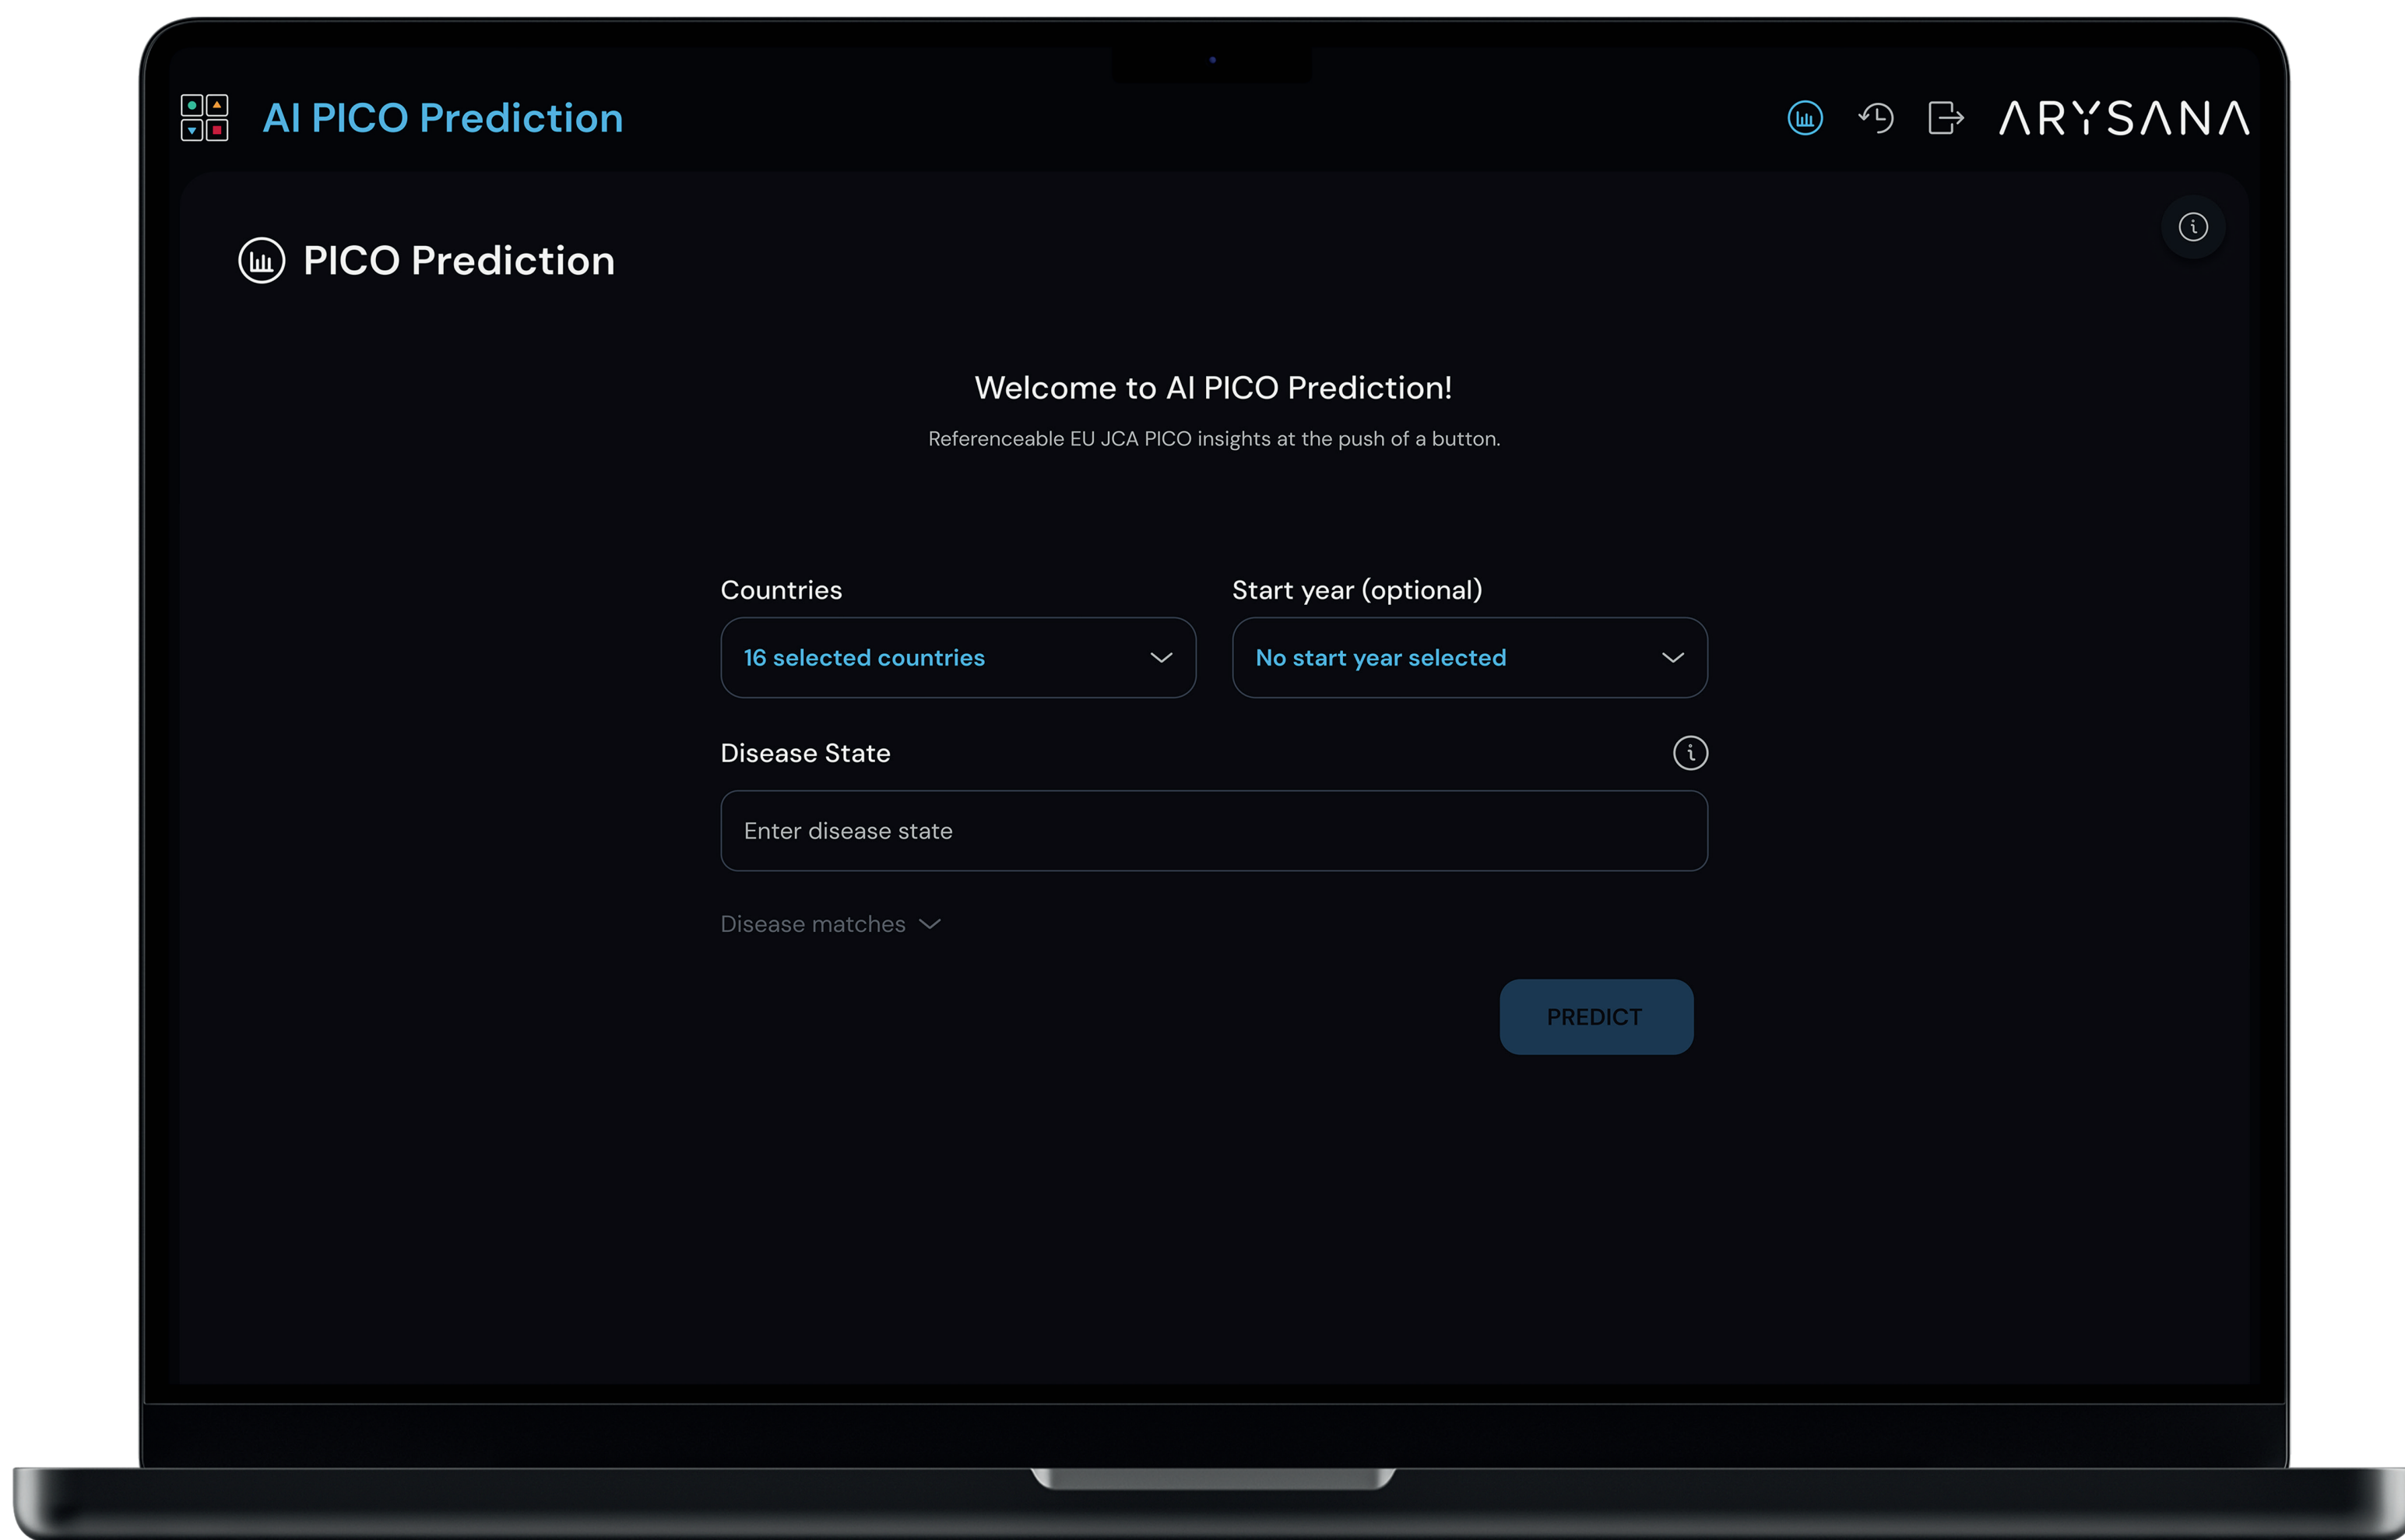 AI PICO Prediction
ARYSANA
PICO Prediction
Welcome to AI PICO Prediction!
Referenceable EU JCA PICO insights at the push of a button.
Countries
Start year (optional)
16 selected countries
No start year selected
Disease State
Enter disease state
Disease matches
PREDICT